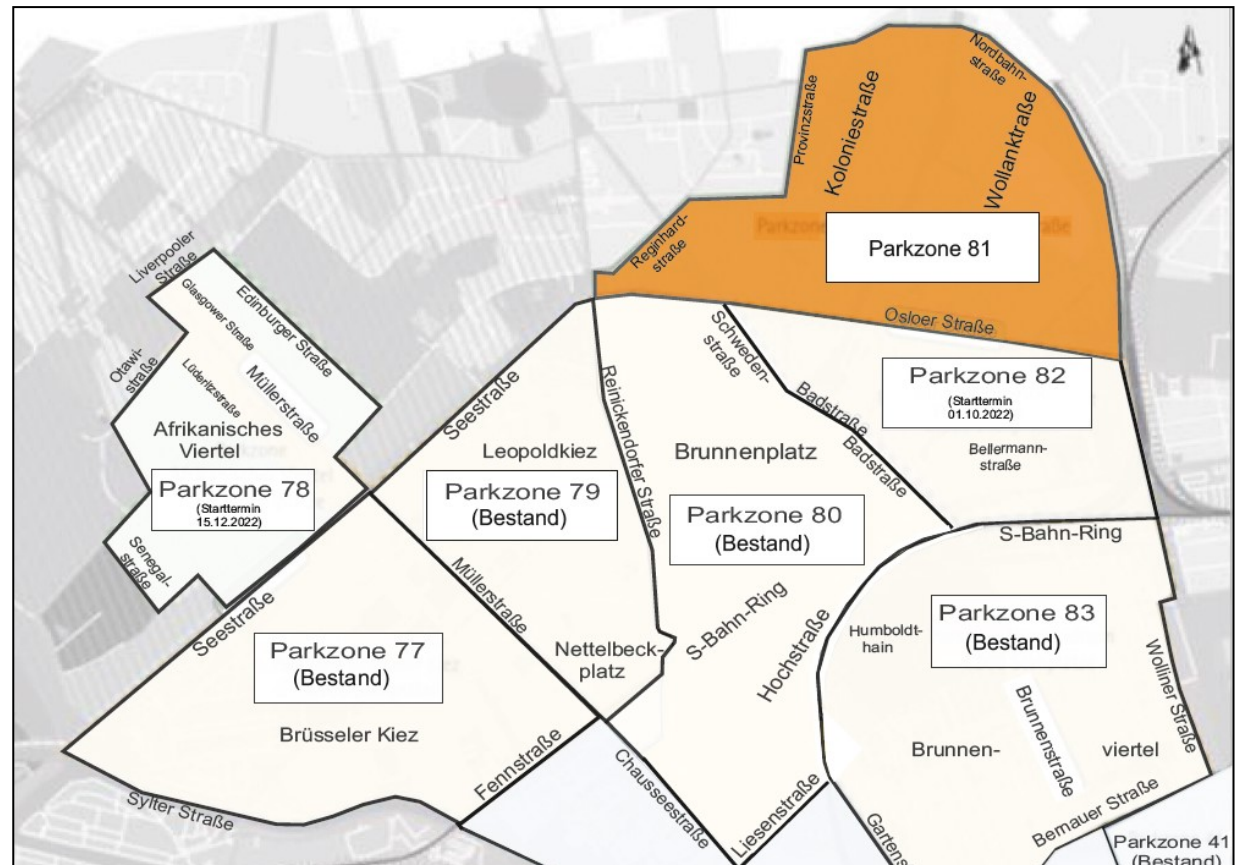 Nordbahn-
straße
Provinzstraße
Koloniestraße
Wollanktraße
Reginhard-
straße
Parkzone
Parkzone 81
Osloer Straße
Liverpooler
Straße
Glasgower Straße
Edinburger Straße
Otawi-
straße
Lüderitzstraße
Müllerstraße
Afrikanisches
Viertel
Parkzone 78
(Starttermin
15.12.2022)
Senegal-
straße
Seestraße
Seestraße
Leopoldkiez
Parkzone 79
(Bestand)
Reinickendorfer Straße
Schweden-
straße
Badstraße
Badstraße
Brunnenplatz
Parkzone 80
(Bestand)
Parkzone 82
(Starttermin
01.10.2022)
Bellermann-
straße
S-Bahn-Ring
Müllerstraße
Nettelbeck-
platz
S-Bahn-Ring
Hochstraße
Humboldt-
hain
Parkzone 83
(Bestand)
Wolliner Straße
Brunnenstraße
Brunnen-
viertel
Parkzone 77
(Bestand)
Brüsseler Kiez
Sylter Straße
Fennstraße
Chausseestraße
Liesenstraße
Gartens
Bernauer Straße
Parkzone 41
(Bestand)